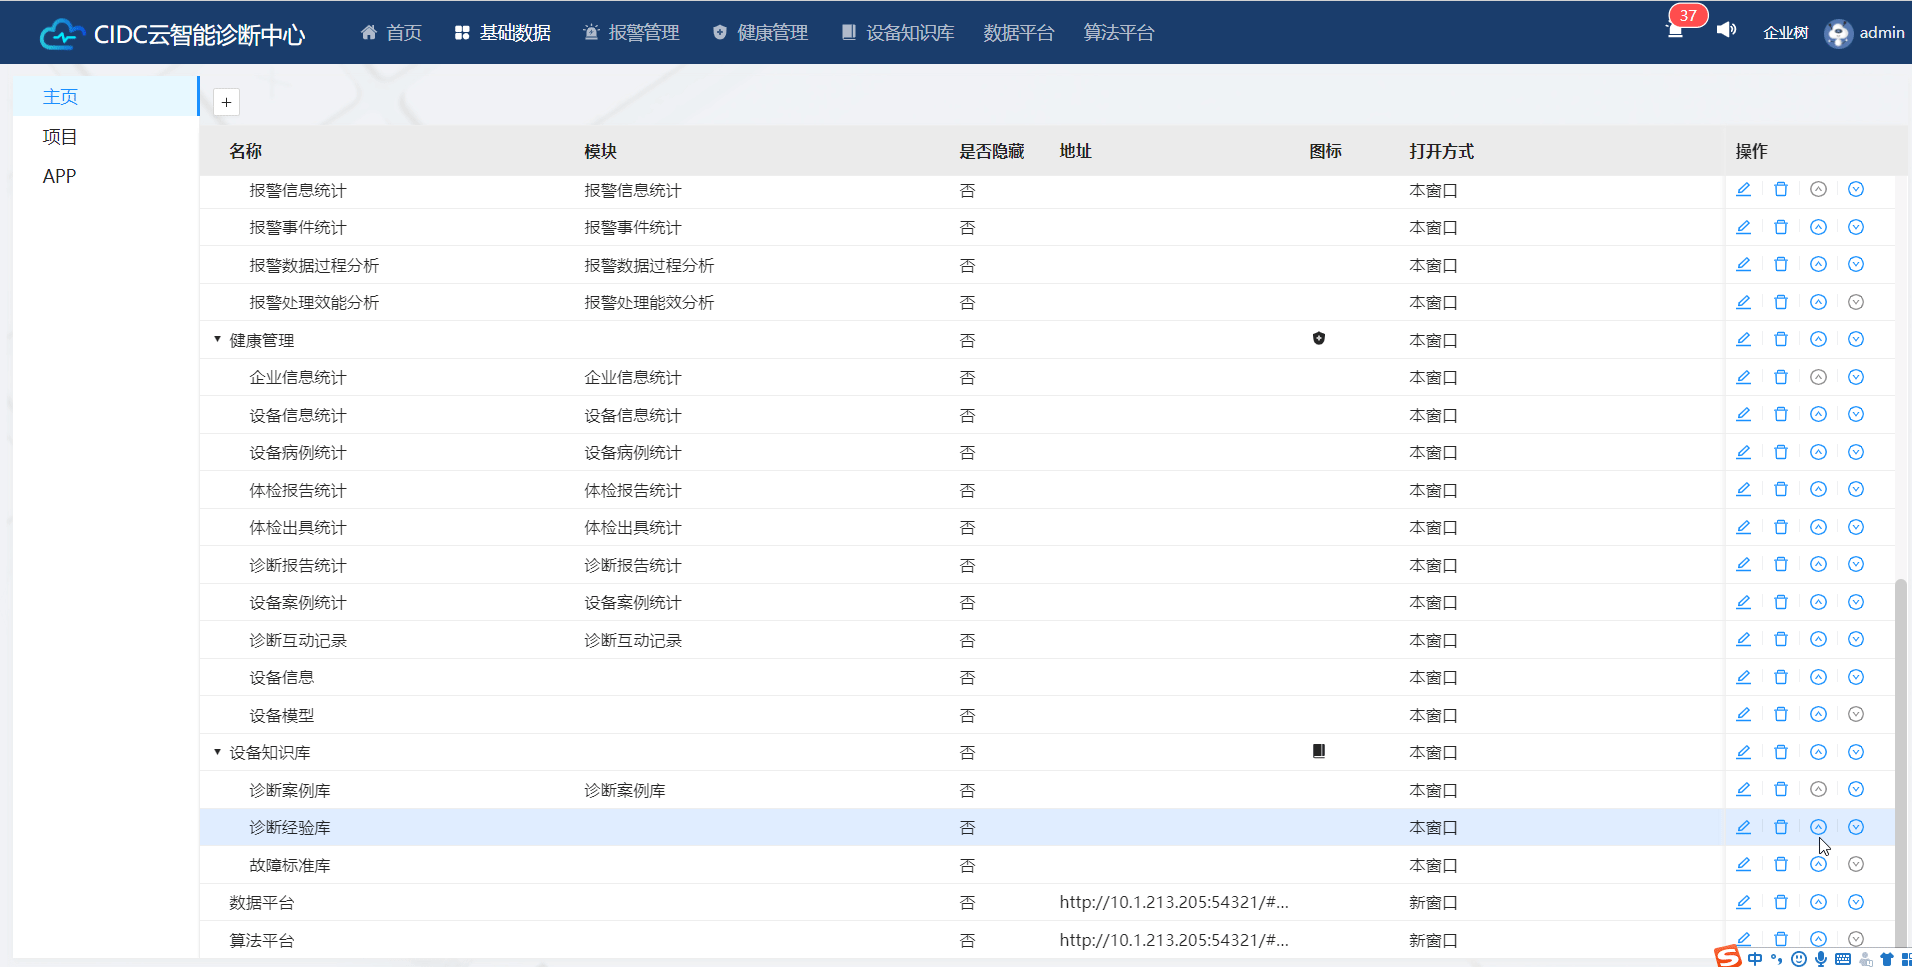 CIDC云智能诊断中心 首页 基础数据 报警管理 健康管理 设备知识库 数据平台 算法平台 37 企业树 admin
主页
项目
APP
+
名称 模块 是否隐藏 地址 图标 打开方式 操作
报警信息统计 报警信息统计 否 本窗口
报警事件统计 报警事件统计 否 本窗口
报警数据过程分析 报警数据过程分析 否 本窗口
报警处理效能分析 报警处理能效分析 否 本窗口
健康管理 否 本窗口
企业信息统计 企业信息统计 否 本窗口
设备信息统计 设备信息统计 否 本窗口
设备病例统计 设备病例统计 否 本窗口
体检报告统计 体检报告统计 否 本窗口
体检出具统计 体检出具统计 否 本窗口
诊断报告统计 诊断报告统计 否 本窗口
设备案例统计 设备案例统计 否 本窗口
诊断互动记录 诊断互动记录 否 本窗口
设备信息 否 本窗口
设备模型 否 本窗口
设备知识库 否 本窗口
诊断案例库 诊断案例库 否 本窗口
诊断经验库 否 本窗口
故障标准库 否 本窗口
数据平台 否 http://10.1.213.205:54321/#... 新窗口
算法平台 否 http://10.1.213.205:54321/#... 新窗口
中